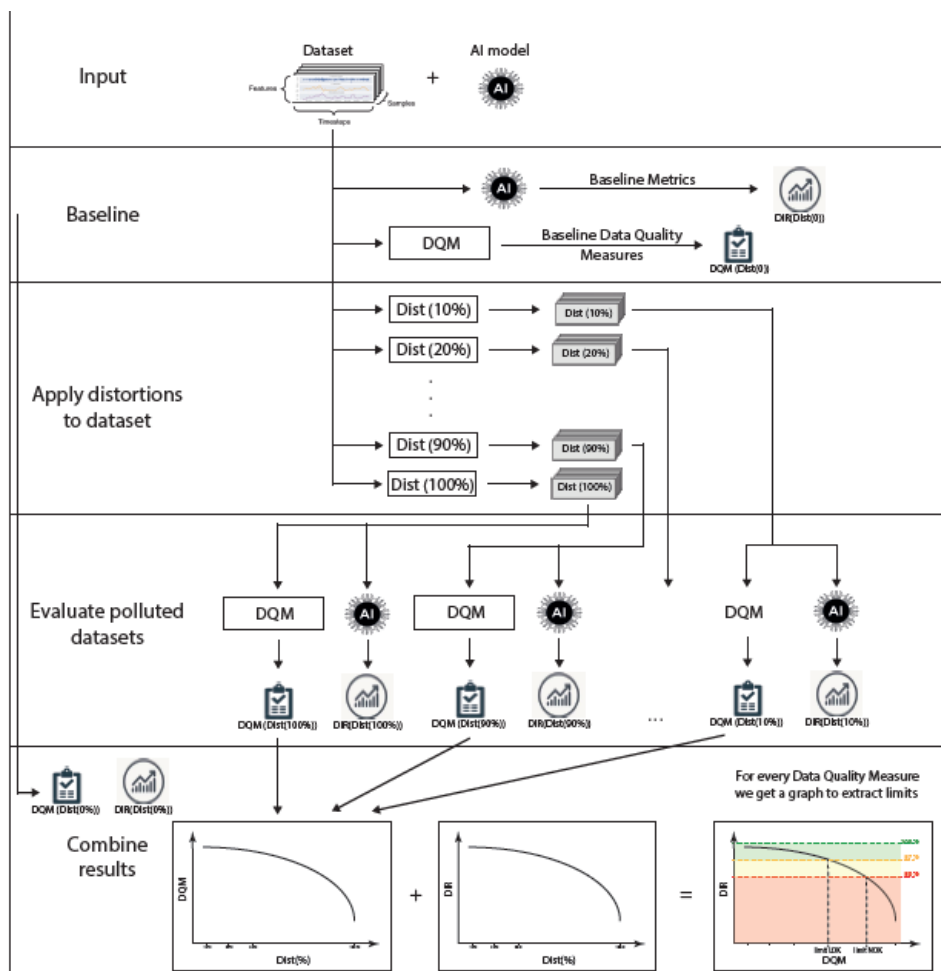 Dataset
AI model
Input
+
AI
Features
Samples
Timesteps
AI
Baseline Metrics
DIR(Dist(0))
Baseline
DQM
Baseline Data Quality
Measures
DQM (Dist(0))
Dist (10%)
Dist (10%)
Dist (20%)
Dist (20%)
Apply distortions
to dataset
Dist (90%)
Dist (90%)
Dist (100%)
Dist (100%)
Evaluate polluted
datasets
DQM
AI
DQM
AI
DQM
AI
DQM (Dist(100%))
DIR(Dist(100%))
DQM (Dist(90%))
DIR(Dist(90%))
...
DQM (Dist(10%))
DIR(Dist(10%))
For every Data Quality Measure
we get a graph to extract limits
DQM (Dist(0%))
DIR(Dist(0%))
Combine
results
DQM
Dist(%)
+
DIR
Dist(%)
=
DIR
limit LOK
limit NOK
DQM